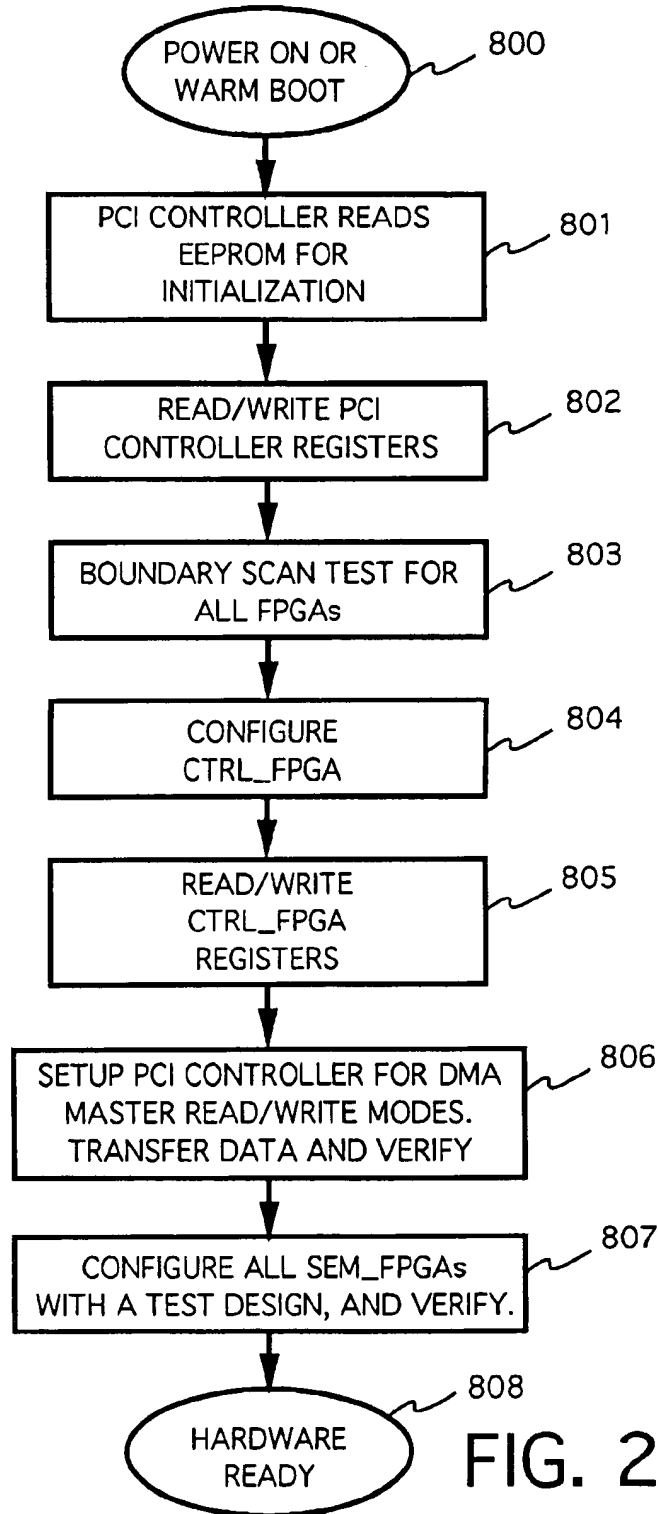 POWER ON OR
WARM BOOT
800
PCI CONTROLLER READS
EEPROM FOR
INITIALIZATION
801
READ/WRITE PCI
CONTROLLER REGISTERS
802
BOUNDARY SCAN TEST FOR
ALL FPGAs
803
CONFIGURE
CTRL_FPGA
804
READ/WRITE
CTRL_FPGA
REGISTERS
805
SETUP PCI CONTROLLER FOR DMA
MASTER READ/WRITE MODES.
TRANSFER DATA AND VERIFY
806
CONFIGURE ALL SEM_FPGAs
WITH A TEST DESIGN, AND VERIFY.
807
HARDWARE
READY
808
FIG. 2